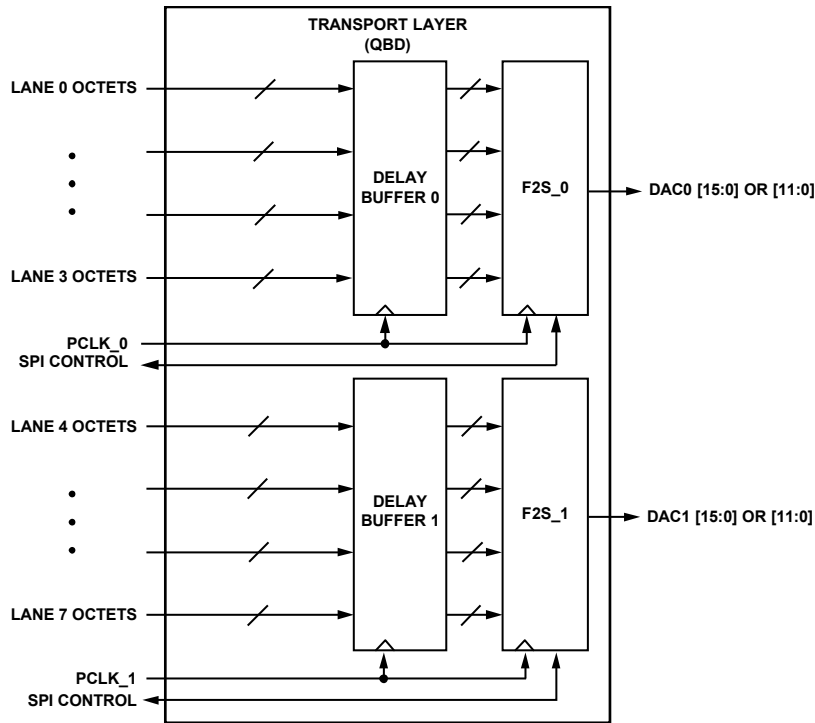 TRANSPORT LAYER
(QBD)
LANE 0 OCTETS
LANE 3 OCTETS
DELAY
BUFFER 0
F2S_0
DAC0 [15:0] OR [11:0]
PCLK_0
SPI CONTROL
LANE 4 OCTETS
LANE 7 OCTETS
DELAY
BUFFER 1
F2S_1
DAC1 [15:0] OR [11:0]
PCLK_1
SPI CONTROL